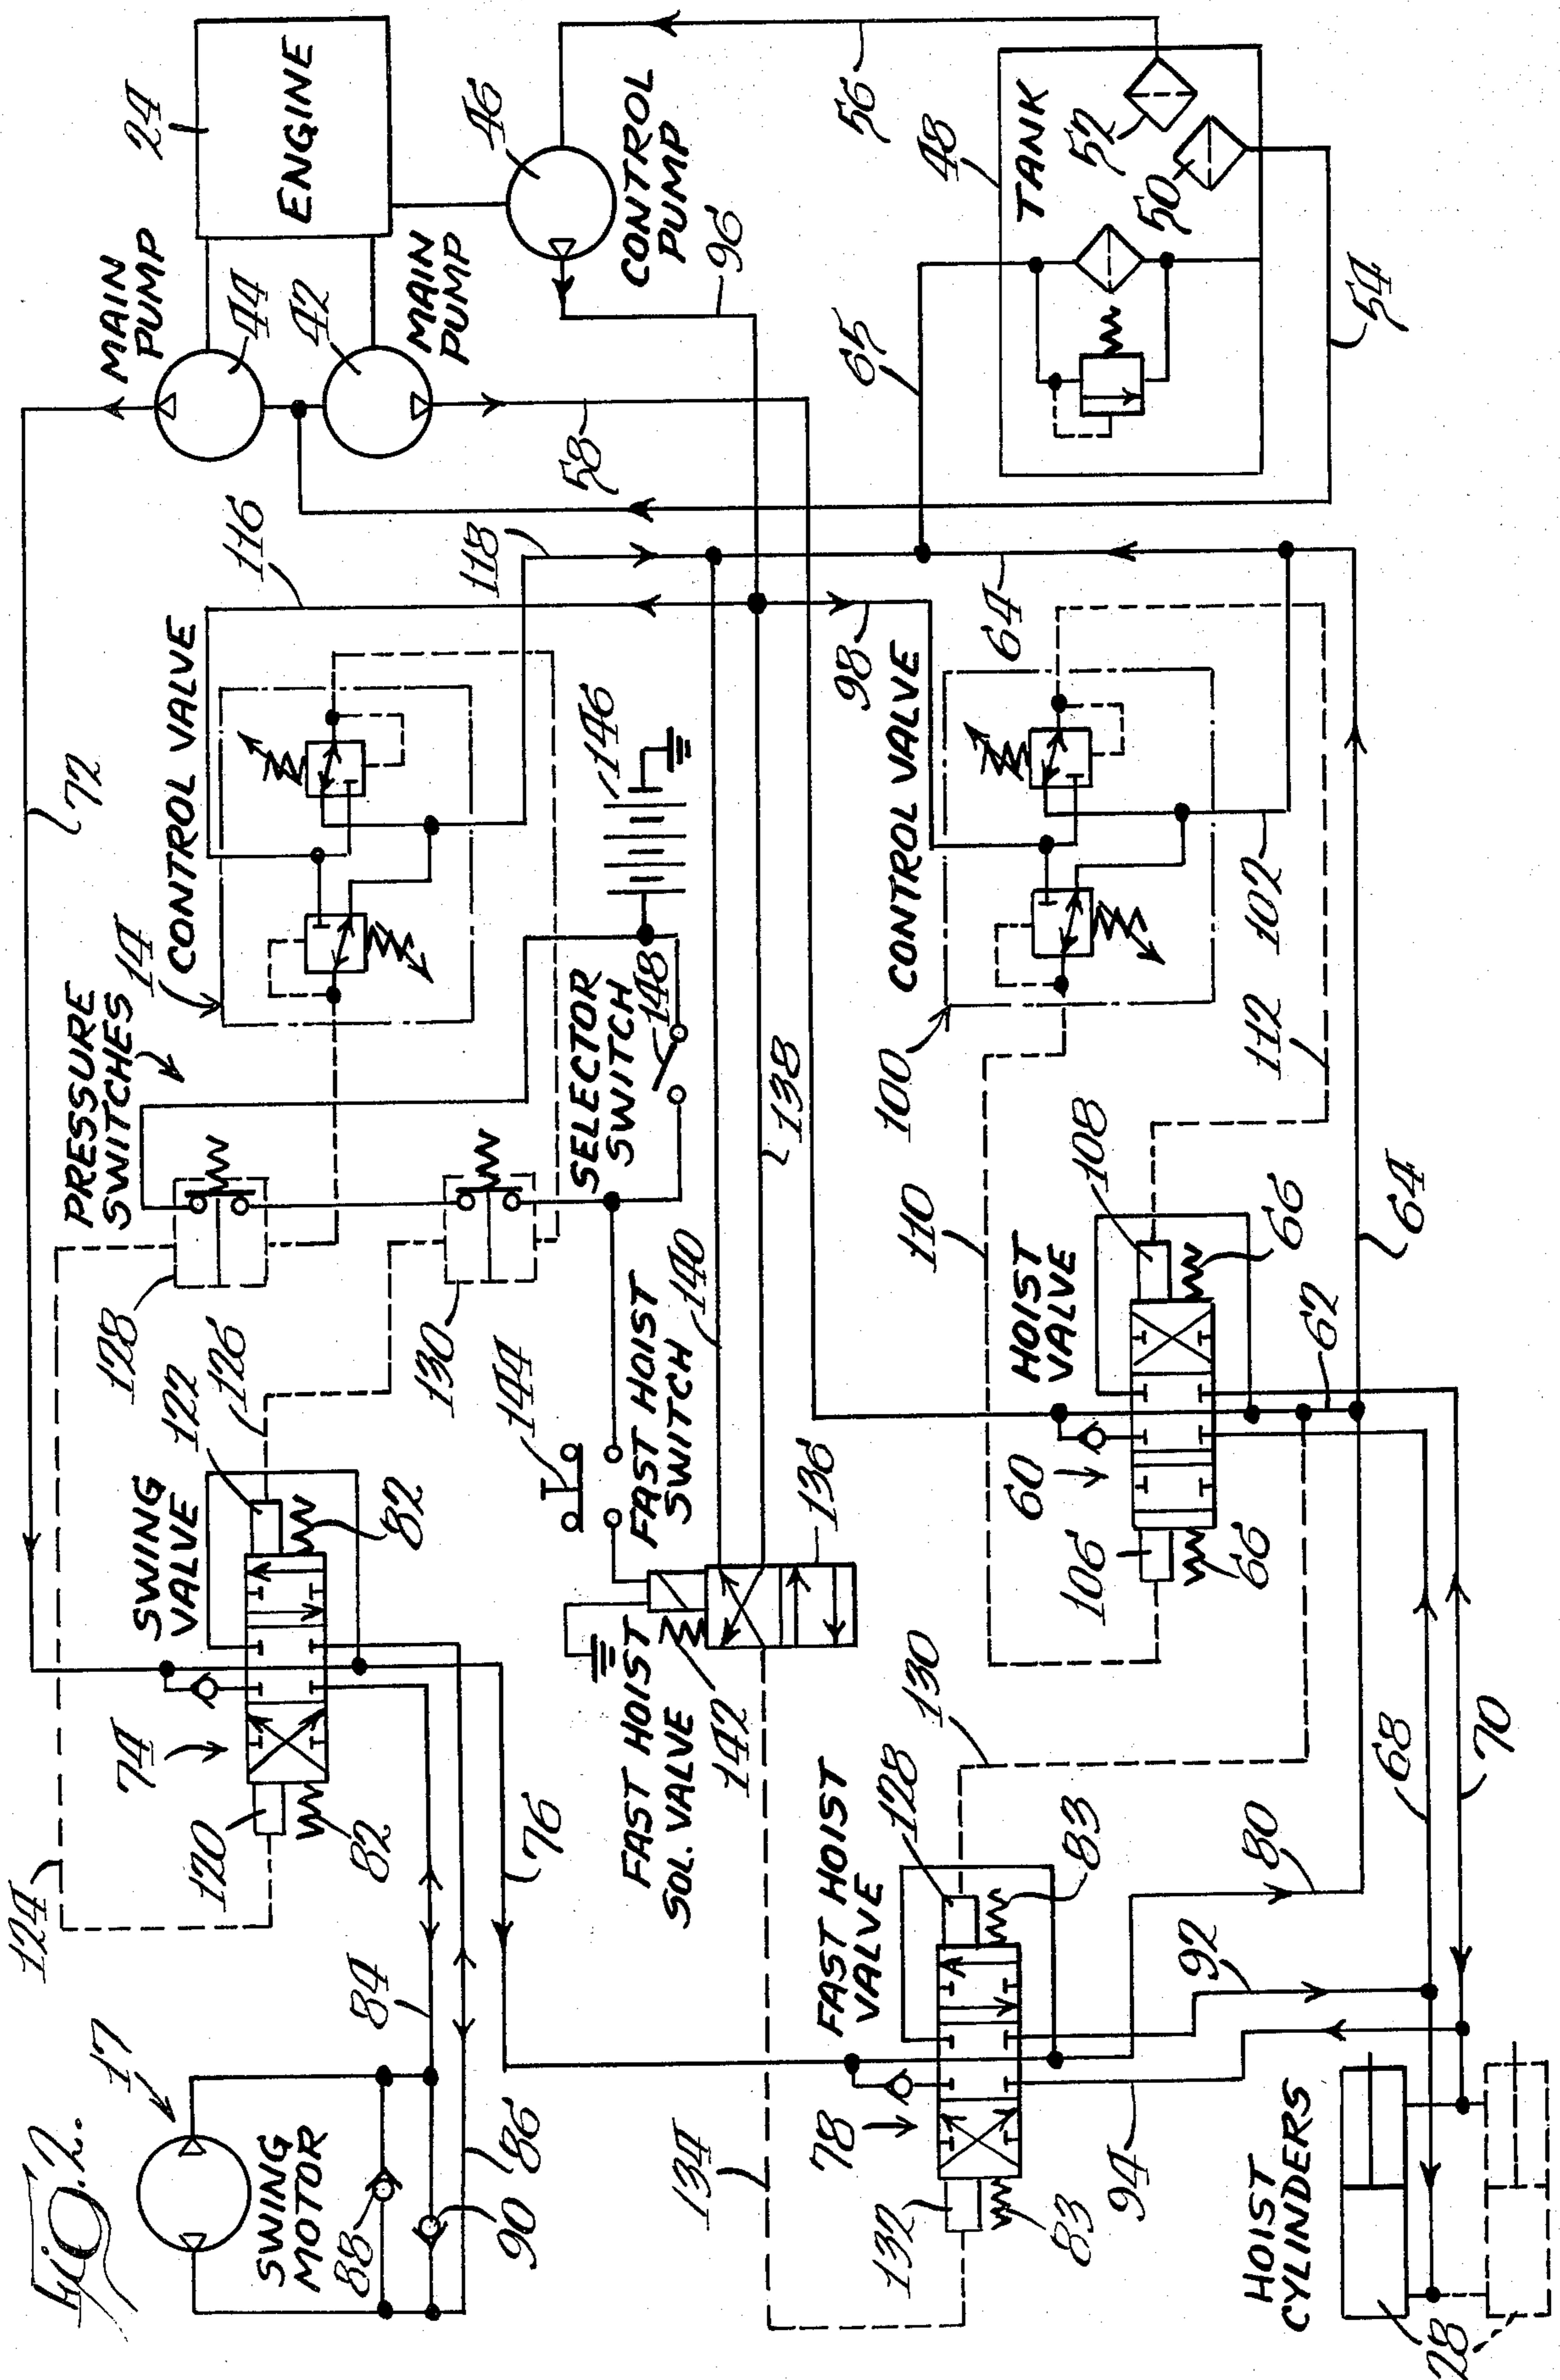 FIG. 2.
17
SWING
MOTOR
88
90
86
84
124
120
82
74
SWING
VALVE
122
126
82
76
PRESSURE
SWITCHES
128
130
14
CONTROL VALVE
72
116
118
MAIN
PUMP
44
42
MAIN
PUMP
24
ENGINE
46
CONTROL
PUMP
96
58
56
65
48
TANK
52
50
54
146
SELECTOR
SWITCH
148
144
FAST HOIST
SWITCH
140
138
136
FAST HOIST
SOL. VALVE
142
134
FAST HOIST
VALVE
78
132
83
128
83
130
94
92
80
HOIST
CYLINDERS
28
68
70
HOIST
VALVE
60
106
66
108
66
62
64
110
112
100
CONTROL VALVE
98
64
102